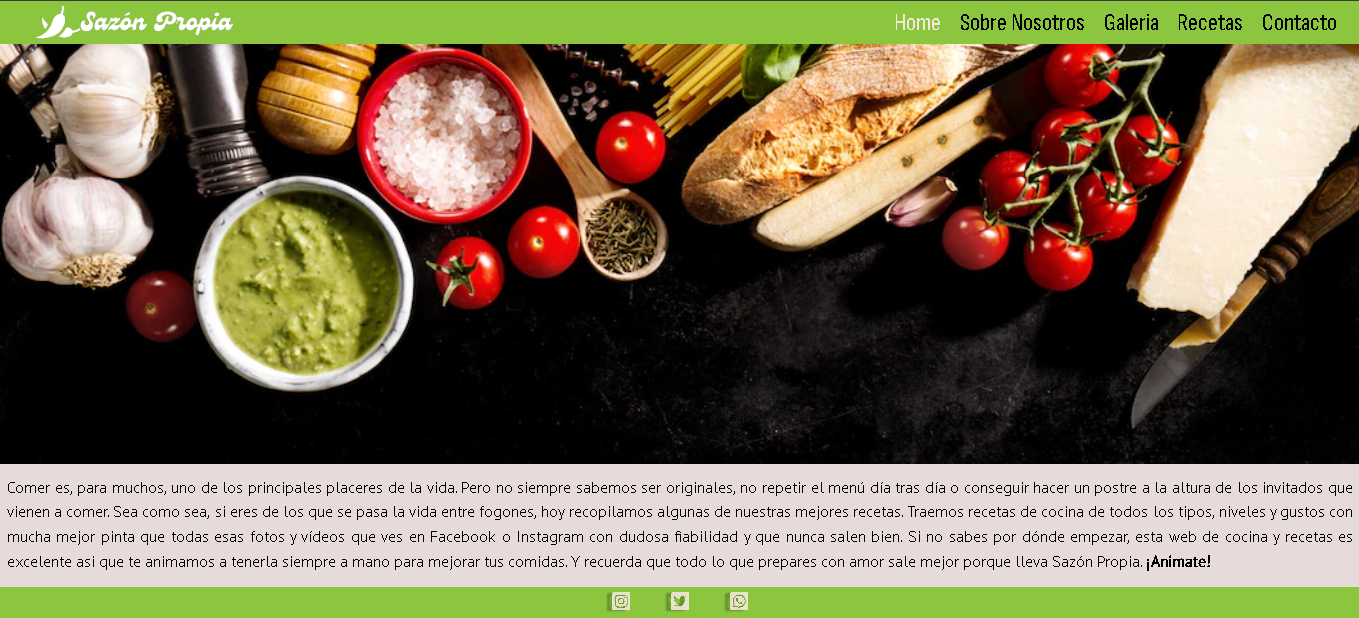 Sazón Propia
Home Sobre Nosotros Galeria Recetas Contacto
Comer es, para muchos, uno de los principales placeres de la vida. Pero no siempre sabemos ser originales, no repetir el menú día tras día o conseguir hacer un postre a la altura de los invitados que
vienen a comer. Sea como sea, si eres de los que se pasa la vida entre fogones, hoy recopilamos algunas de nuestras mejores recetas. Traemos recetas de cocina de todos los tipos, niveles y gustos con
mucha mejor pinta que todas esas fotos y vídeos que ves en Facebook o Instagram con dudosa fiabilidad y que nunca salen bien. Si no sabes por dónde empezar, esta web de cocina y recetas es
excelente asi que te animamos a tenerla siempre a mano para mejorar tus comidas. Y recuerda que todo lo que prepares con amor sale mejor porque lleva Sazón Propia. ¡Animate!